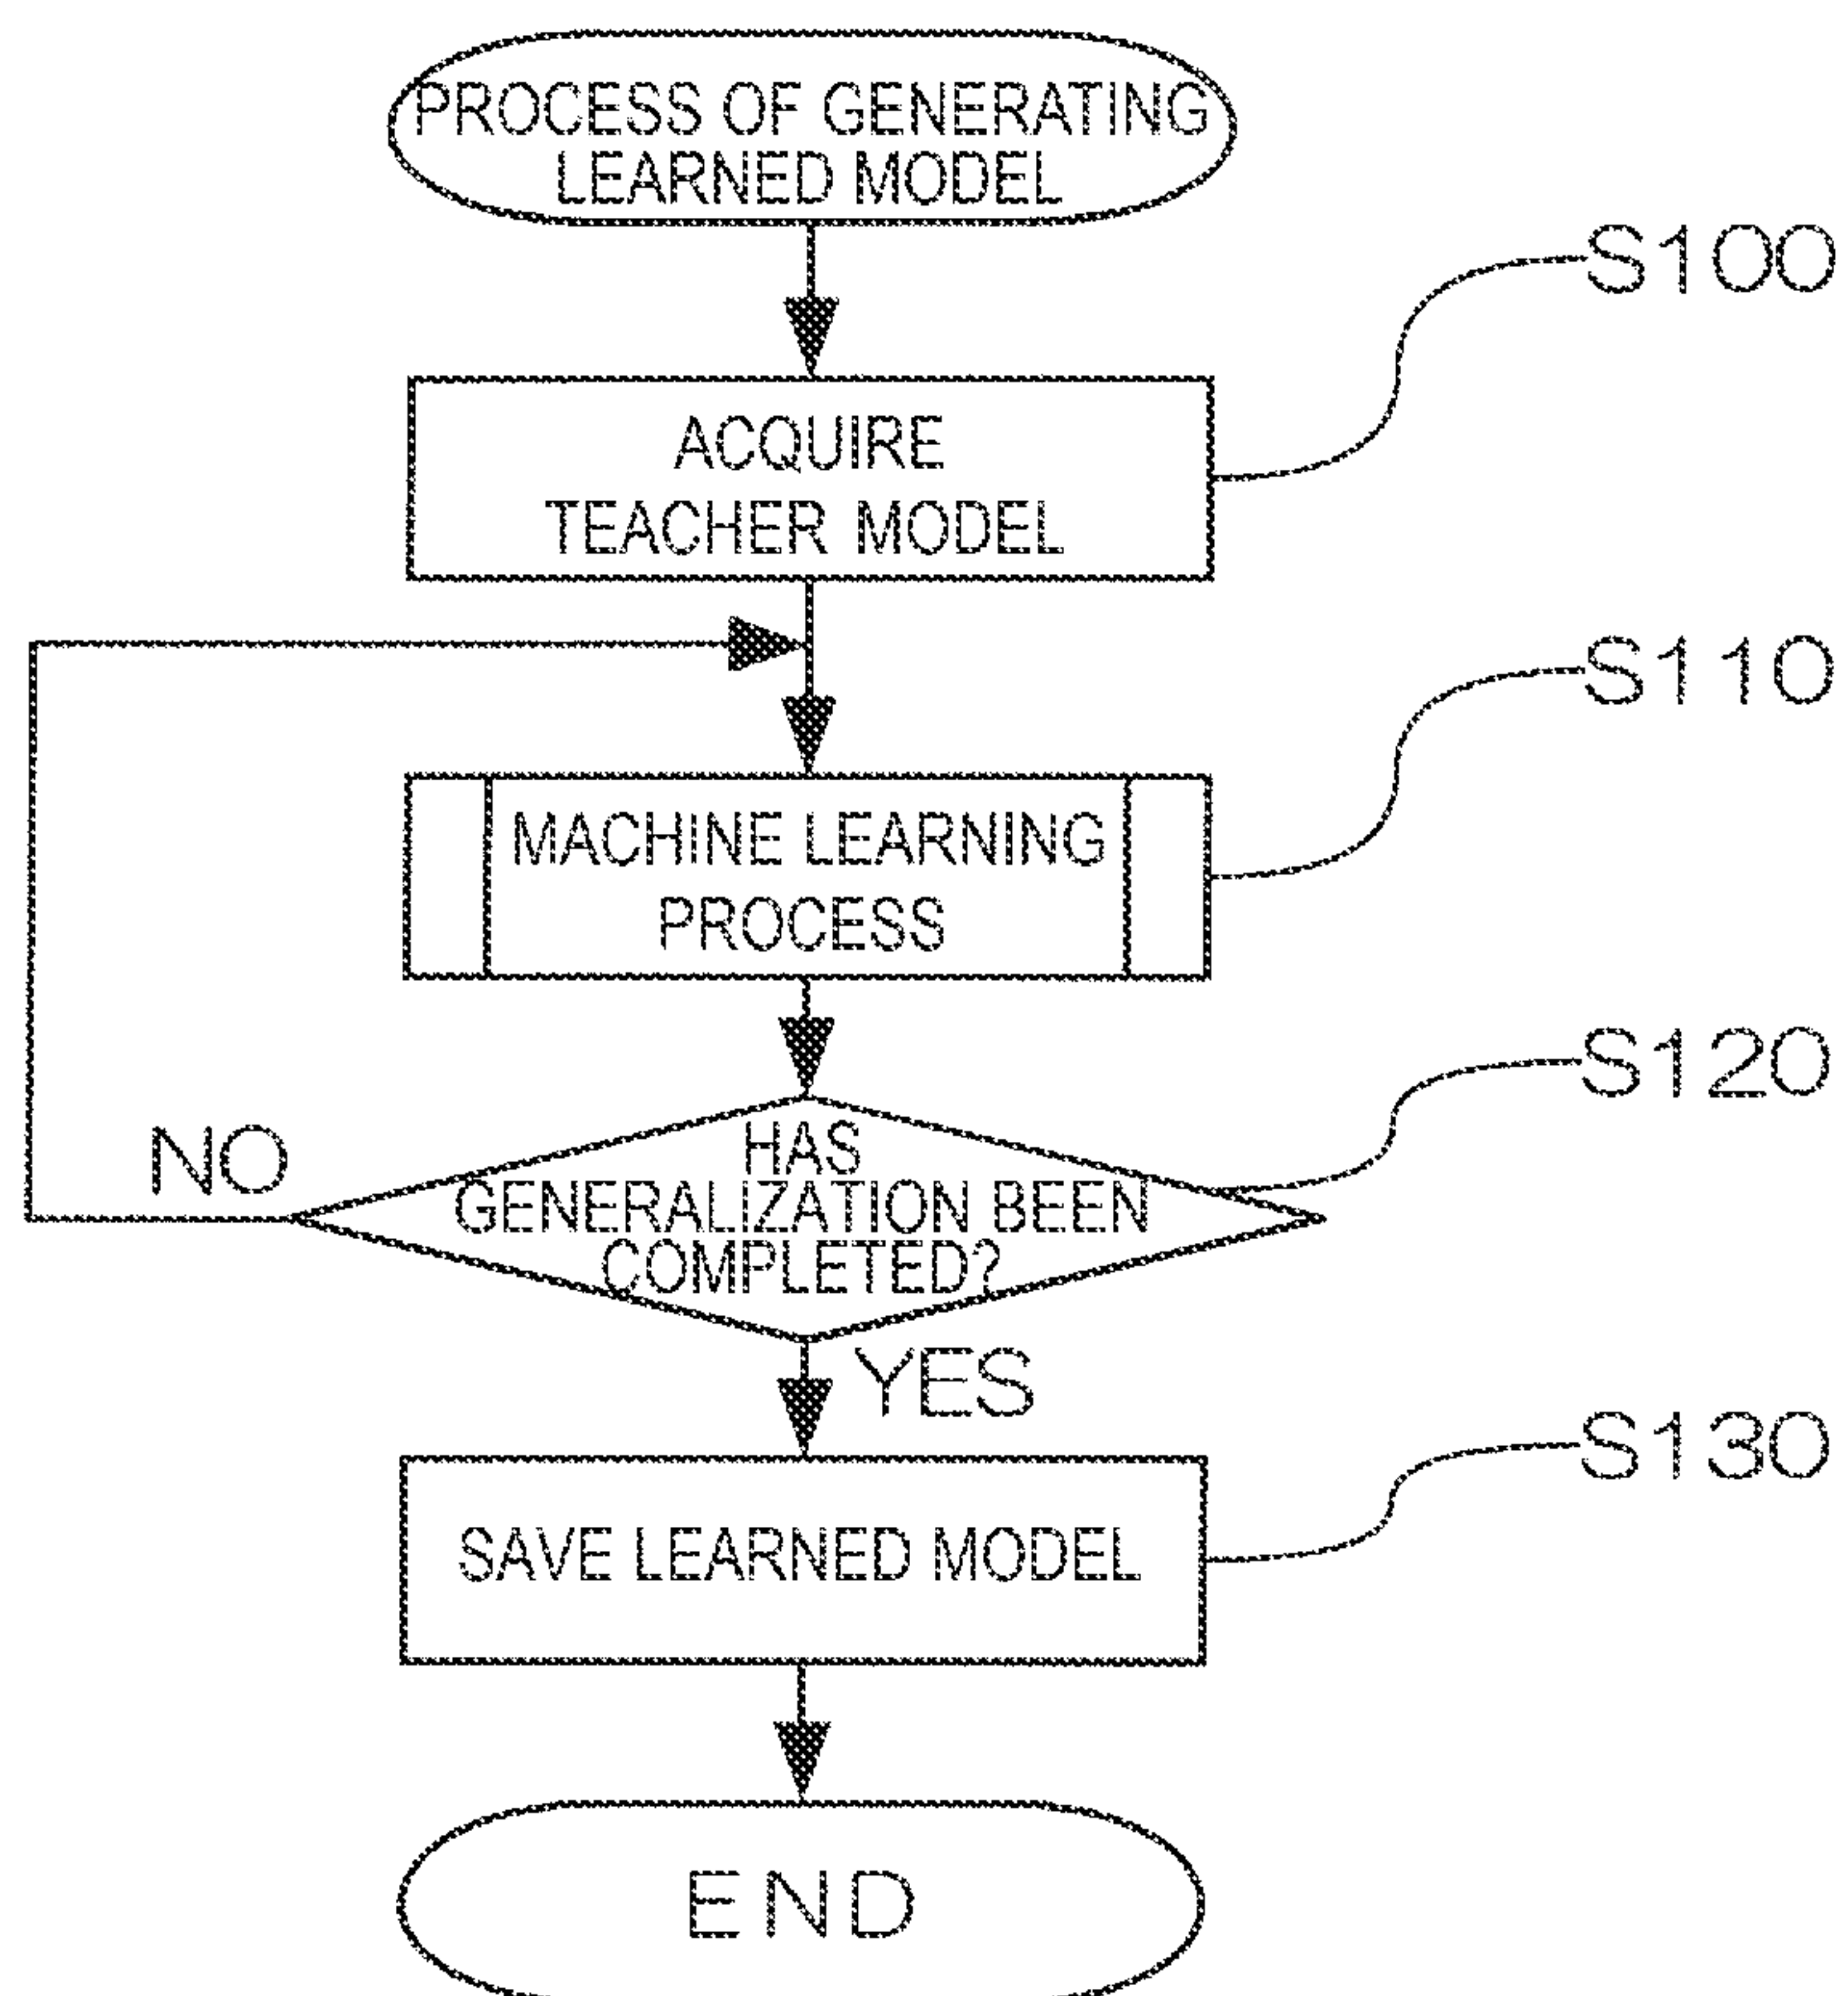 PROCESS OF GENERATING
LEARNED MODEL
S100
ACQUIRE
TEACHER MODEL
S110
MACHINE LEARNING
PROCESS
S120
NO
HAS
GENERALIZATION BEEN
COMPLETED?
YES
S130
SAVE LEARNED MODEL
END